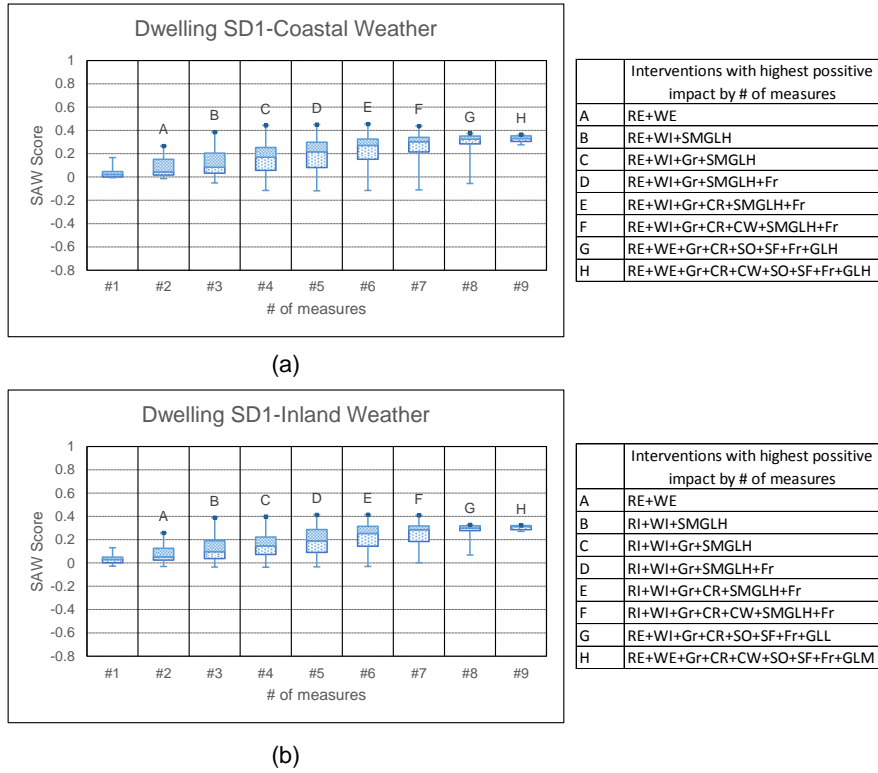 Dwelling SD1-Coastal Weather
1
0.8
0.6
0.4
0.2
0
-0.2
-0.4
-0.6
-0.8
SAW Score
A
B
C
D
E
F
G
H
#1 #2 #3 #4 #5 #6 #7 #8 #9
# of measures
Interventions with highest possitive
impact by # of measures
A RE+WE
B RE+WI+SMGLH
C RE+WI+Gr+SMGLH
D RE+WI+Gr+SMGLH+Fr
E RE+WI+Gr+CR+SMGLH+Fr
F RE+WI+Gr+CR+CW+SMGLH+Fr
G RE+WE+Gr+CR+SO+SF+Fr+GLH
H RE+WE+Gr+CR+CW+SO+SF+Fr+GLH
(a)
Dwelling SD1-Inland Weather
1
0.8
0.6
0.4
0.2
0
-0.2
-0.4
-0.6
-0.8
SAW Score
A
B
C
D
E
F
G
H
#1 #2 #3 #4 #5 #6 #7 #8 #9
# of measures
Interventions with highest possitive
impact by # of measures
A RE+WE
B RI+WI+SMGLH
C RI+WI+Gr+SMGLH
D RI+WI+Gr+SMGLH+Fr
E RI+WI+Gr+CR+SMGLH+Fr
F RI+WI+Gr+CR+CW+SMGLH+Fr
G RE+WI+Gr+CR+SO+SF+Fr+GLL
H RE+WE+Gr+CR+CW+SO+SF+Fr+GLM
(b)